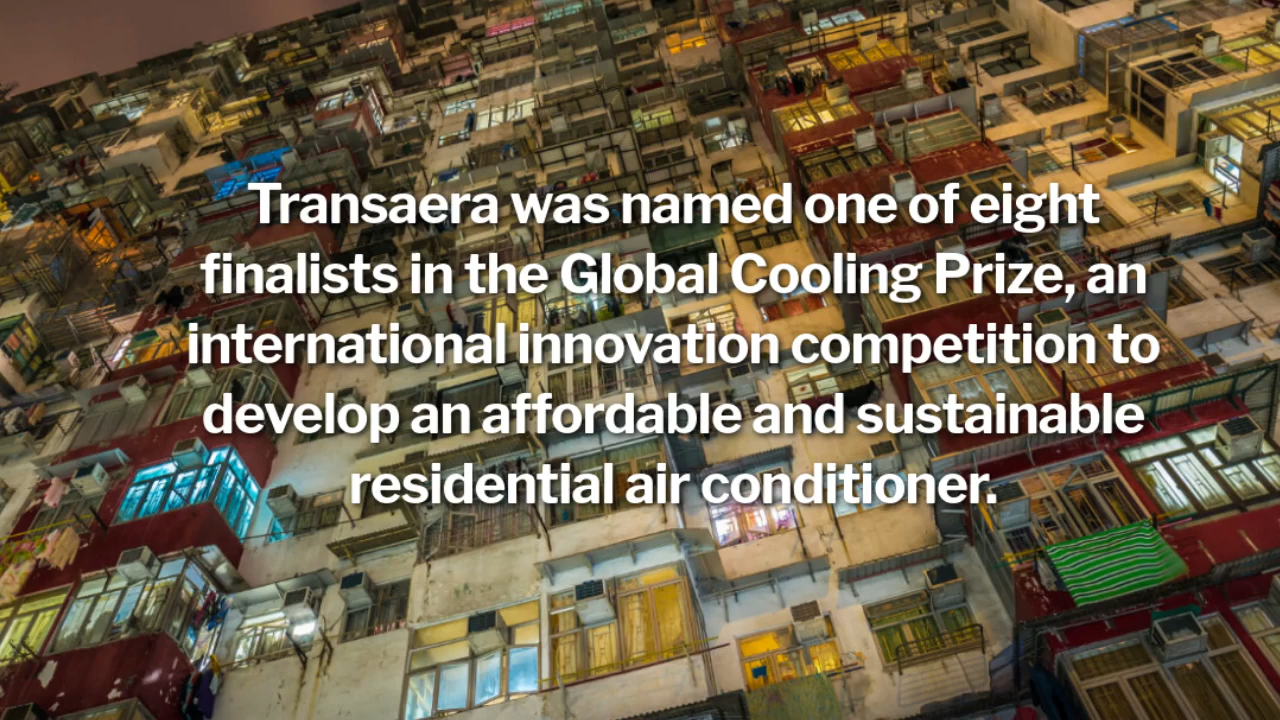 Transaera was named one of eight
finalists in the Global Cooling Prize, an
international innovation competition to
develop an affordable and sustainable
residential air conditioner.